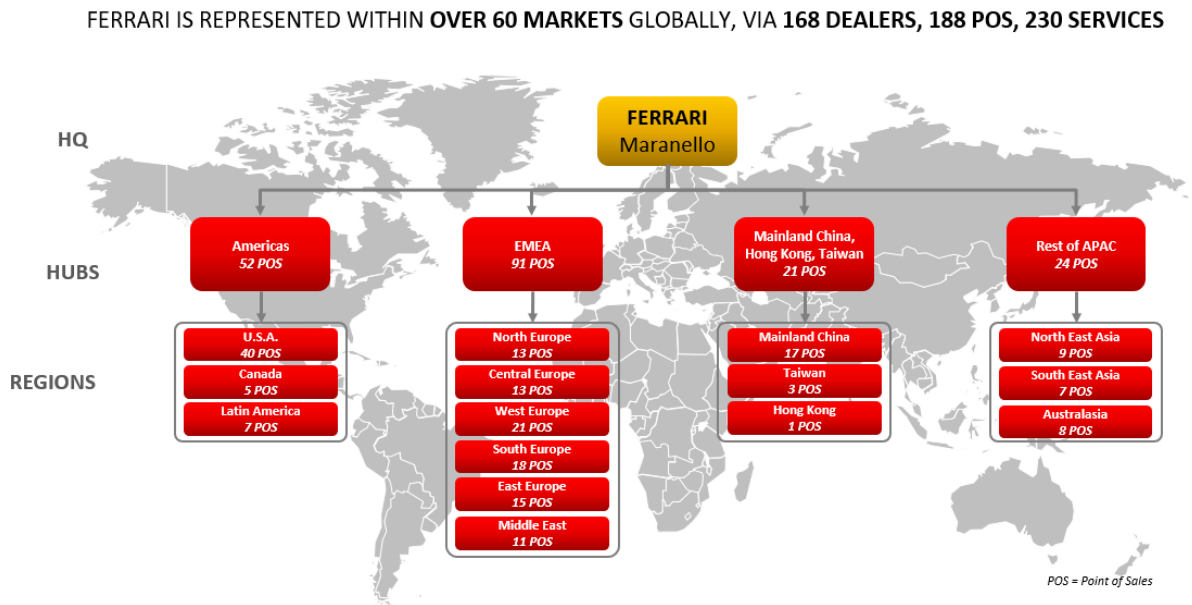 FERRARI IS REPRESENTED WITHIN OVER 60 MARKETS GLOBALLY, VIA 168 DEALERS, 188 POS, 230 SERVICES
HQ
FERRARI
Maranello
HUBS
Americas
52 POS
EMEA
91 POS
Mainland China,
Hong Kong, Taiwan
21 POS
Rest of APAC
24 POS
REGIONS
U.S.A.
40 POS
Canada
5 POS
Latin America
7 POS
North Europe
13 POS
Central Europe
13 POS
West Europe
21 POS
South Europe
18 POS
East Europe
15 POS
Middle East
11 POS
Mainland China
17 POS
Taiwan
3 POS
Hong Kong
1 POS
North East Asia
9 POS
South East Asia
7 POS
Australasia
8 POS
POS = Point of Sales